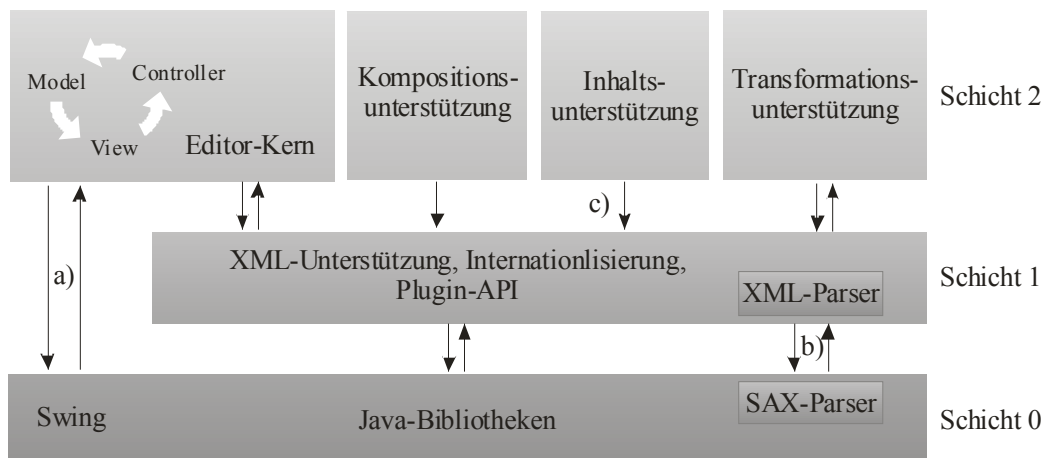 Model
Controller
View
Editor-Kern
Kompositions-
unterstützung
Inhalts-
unterstützung
Transformations-
unterstützung
Schicht 2
a)
c)
XML-Unterstützung, Internationlisierung,
Plugin-API
XML-Parser
Schicht 1
b)
Swing
Java-Bibliotheken
SAX-Parser
Schicht 0